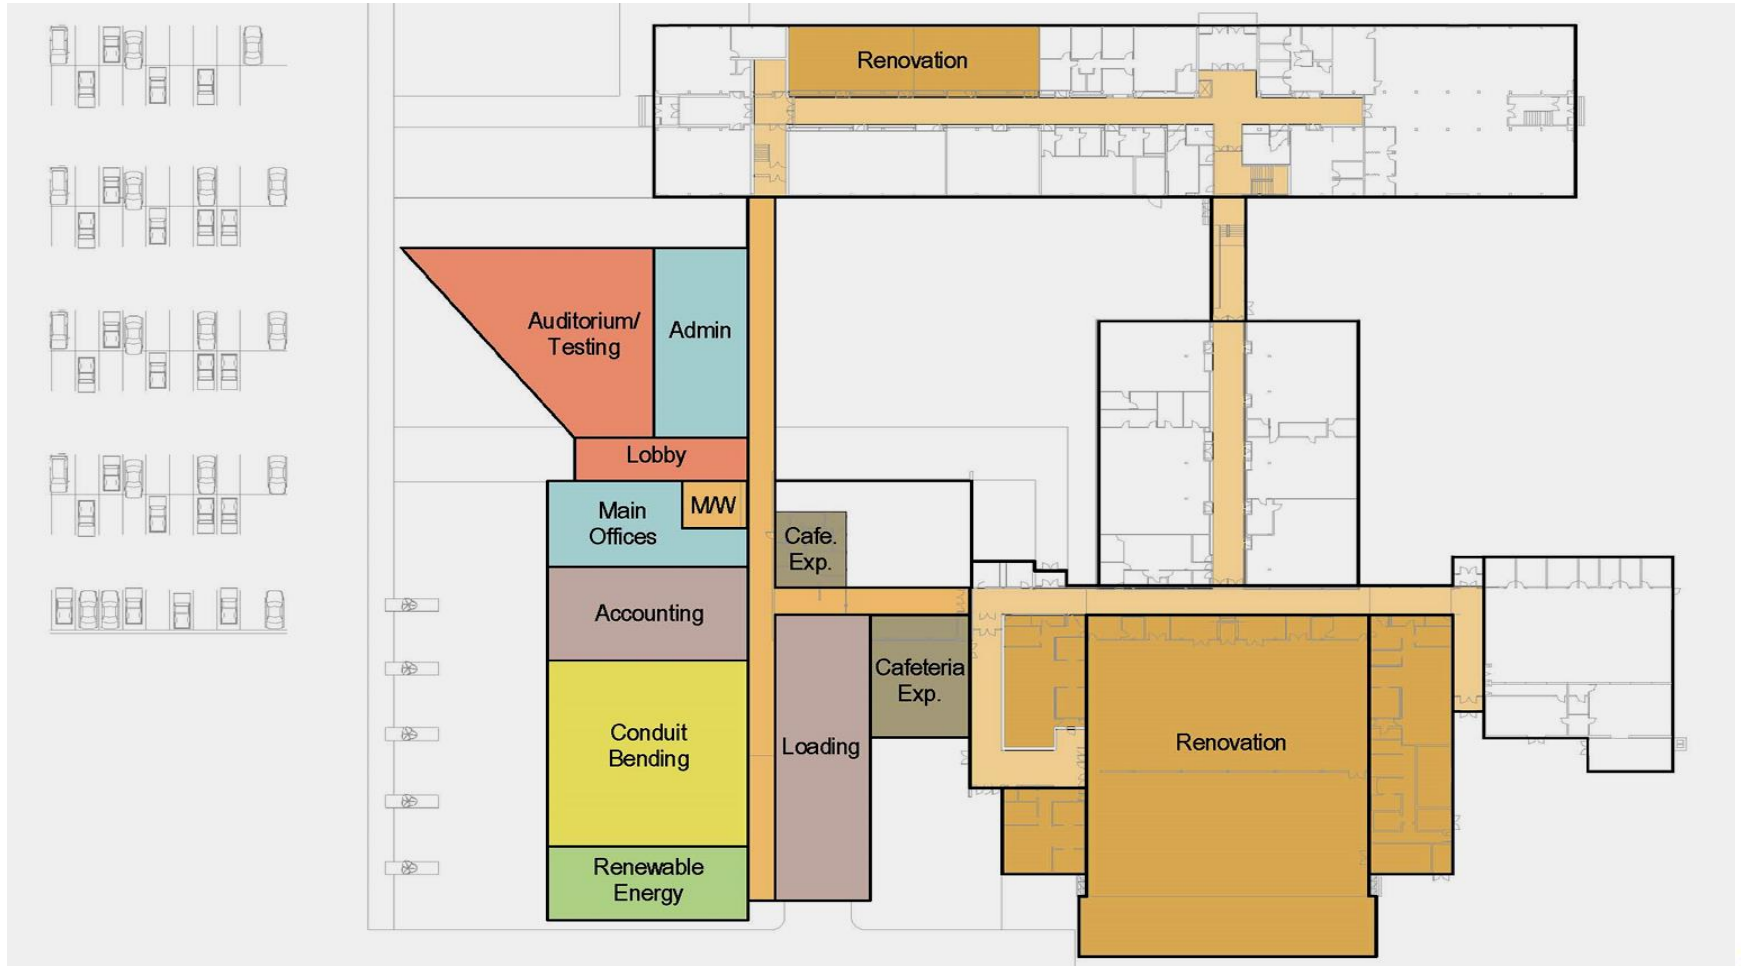 Renovation
Auditorium/
Testing
Admin
Lobby
Main
Offices
M/W
Cafe.
Exp.
Accounting
Cafeteria
Exp.
Conduit
Bending
Loading
Renovation
Renewable
Energy